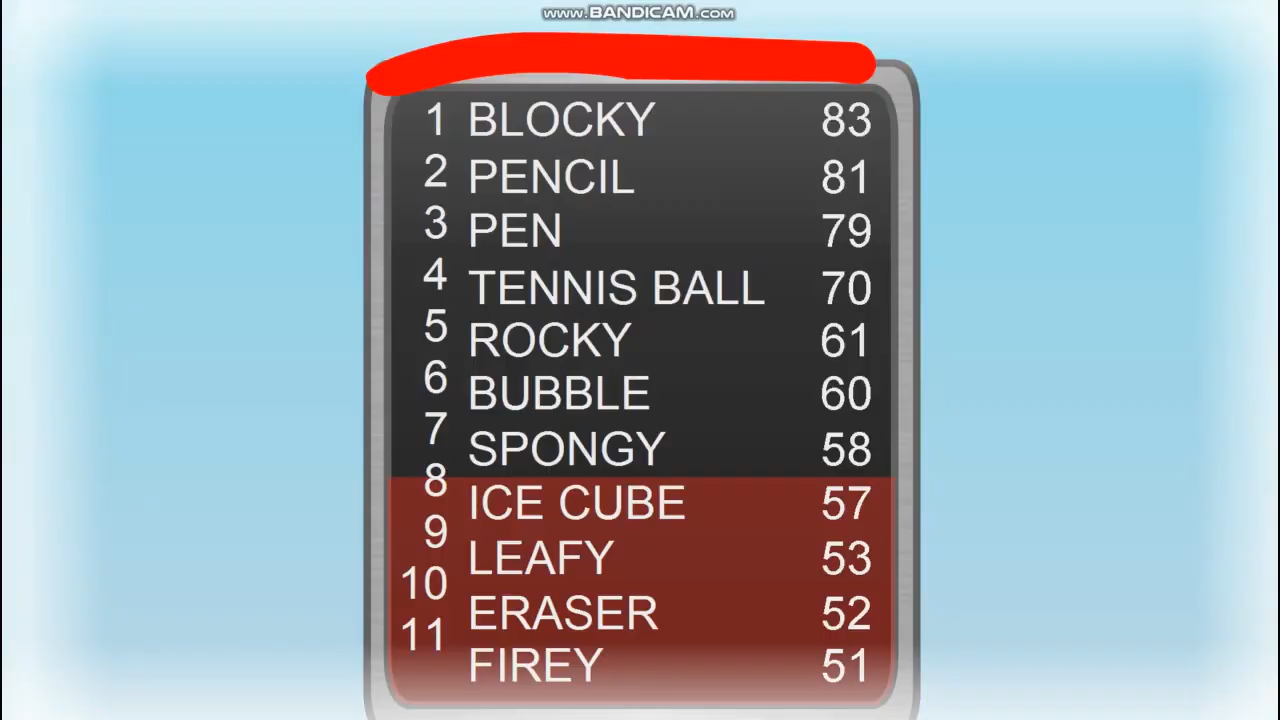 www.BANDICAM.com
1 BLOCKY 83
2 PENCIL 81
3 PEN 79
4 TENNIS BALL 70
5 ROCKY 61
6 BUBBLE 60
7 SPONGY 58
8 ICE CUBE 57
9 LEAFY 53
10 ERASER 52
11 FIREY 51